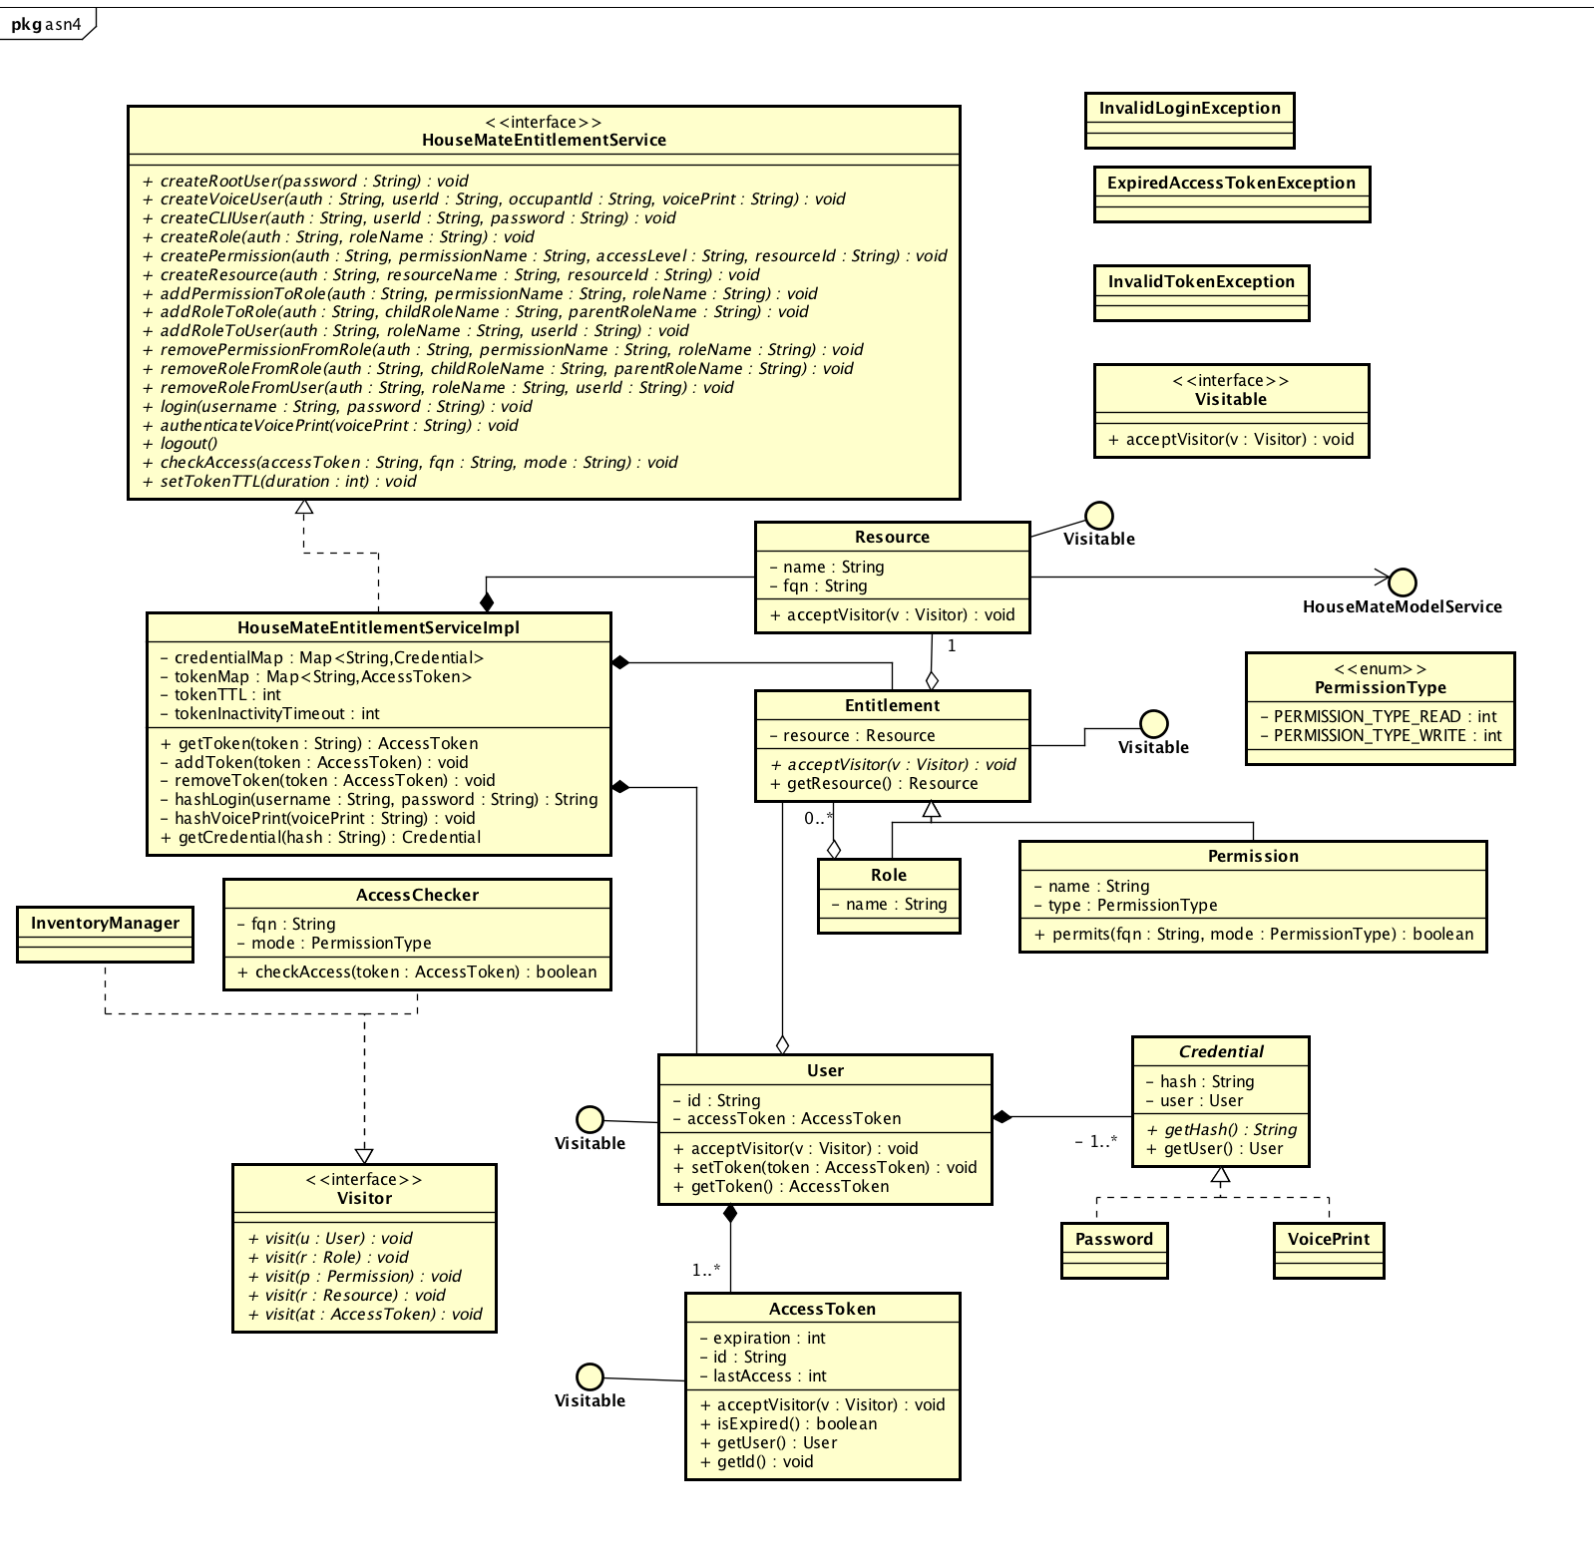 pkg asn4
<<interface>>
HouseMateEntitlementService
+ createRootUser(password : String) : void
+ createVoiceUser(auth : String, userId : String, occupantId : String, voicePrint : String) : void
+ createCLIUser(auth : String, userId : String, password : String) : void
+ createRole(auth : String, roleName : String) : void
+ createPermission(auth : String, permissionName : String, accessLevel : String, resourceId : String) : void
+ createResource(auth : String, resourceName : String, resourceId : String) : void
+ addPermissionToRole(auth : String, permissionName : String, roleName : String) : void
+ addRoleToRole(auth : String, childRoleName : String, parentRoleName : String) : void
+ addRoleToUser(auth : String, roleName : String, userId : String) : void
+ removePermissionFromRole(auth : String, permissionName : String, roleName : String) : void
+ removeRoleFromRole(auth : String, childRoleName : String, parentRoleName : String) : void
+ removeRoleFromUser(auth : String, roleName : String, userId : String) : void
+ login(username : String, password : String) : void
+ authenticateVoicePrint(voicePrint : String) : void
+ logout()
+ checkAccess(accessToken : String, fqn : String, mode : String) : void
+ setTokenTTL(duration : int) : void
InvalidLoginException
ExpiredAccessTokenException
InvalidTokenException
<<interface>>
Visitable
+ acceptVisitor(v : Visitor) : void
Resource
- name : String
- fqn : String
+ acceptVisitor(v : Visitor) : void
Visitable
HouseMateModelService
1
HouseMateEntitlementServiceImpl
- credentialMap : Map<String,Credential>
- tokenMap : Map<String,AccessToken>
- tokenTTL : int
- tokenInactivityTimeout : int
+ getToken(token : String) : AccessToken
- addToken(token : AccessToken) : void
- removeToken(token : AccessToken) : void
- hashLogin(username : String, password : String) : String
- hashVoicePrint(voicePrint : String) : void
+ getCredential(hash : String) : Credential
Entitlement
- resource : Resource
+ acceptVisitor(v : Visitor) : void
+ getResource() : Resource
Visitable
<<enum>>
PermissionType
- PERMISSION_TYPE_READ : int
- PERMISSION_TYPE_WRITE : int
0..*
Role
- name : String
Permission
- name : String
- type : PermissionType
+ permits(fqn : String, mode : PermissionType) : boolean
InventoryManager
AccessChecker
- fqn : String
- mode : PermissionType
+ checkAccess(token : AccessToken) : boolean
User
- id : String
- accessToken : AccessToken
+ acceptVisitor(v : Visitor) : void
+ setToken(token : AccessToken) : void
+ getToken() : AccessToken
Visitable
- 1..*
Credential
- hash : String
- user : User
+ getHash() : String
+ getUser() : User
Password
VoicePrint
<<interface>>
Visitor
+ visit(u : User) : void
+ visit(r : Role) : void
+ visit(p : Permission) : void
+ visit(r : Resource) : void
+ visit(at : AccessToken) : void
1..*
AccessToken
- expiration : int
- id : String
- lastAccess : int
+ acceptVisitor(v : Visitor) : void
+ isExpired() : boolean
+ getUser() : User
+ getId() : void
Visitable